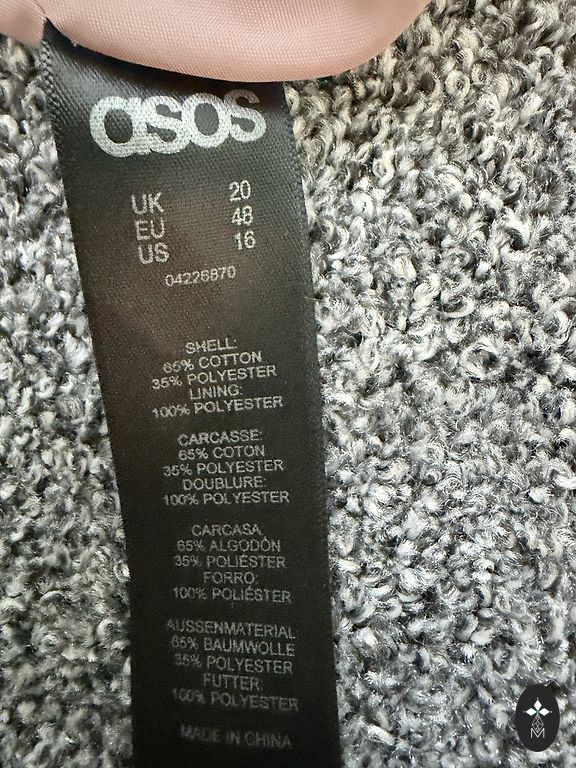 asos
UK 20
EU 48
US 16
04226870
SHELL:
65% COTTON
35% POLYESTER
LINING:
100% POLYESTER
CARCASSE:
65% COTON
35% POLYESTER
DOUBLURE:
100% POLYESTER
CARCASA
65% ALGODÓN
35% POLIÉSTER
FORRO:
100% POLIÉSTER
AUSSENMATERIAL
65% BAUMWOLLE
35% POLYESTER
FUTTER:
100% POLYESTER
MADE IN CHINA
M